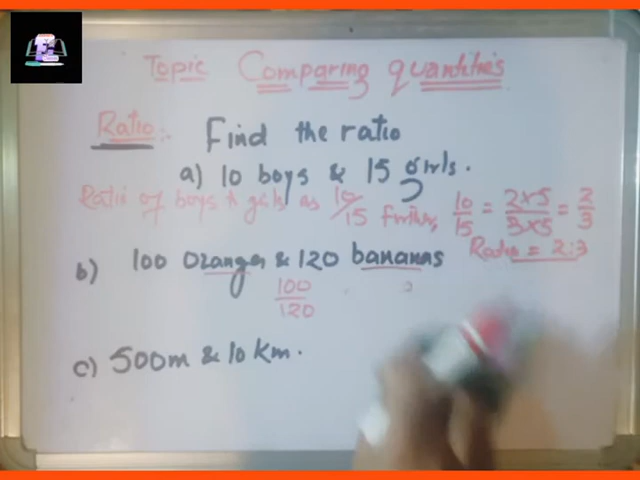 Topic Comparing quantities
Ratio:- Find the ratio
a) 10 boys & 15 girls.
Ratio of boys & girls as 10/15 Further, 10/15 = 2×5/3×5 = 2/3
Ratio = 2:3
b) 100 Oranges & 120 bananas
100/120
c) 500m & 10 Km.